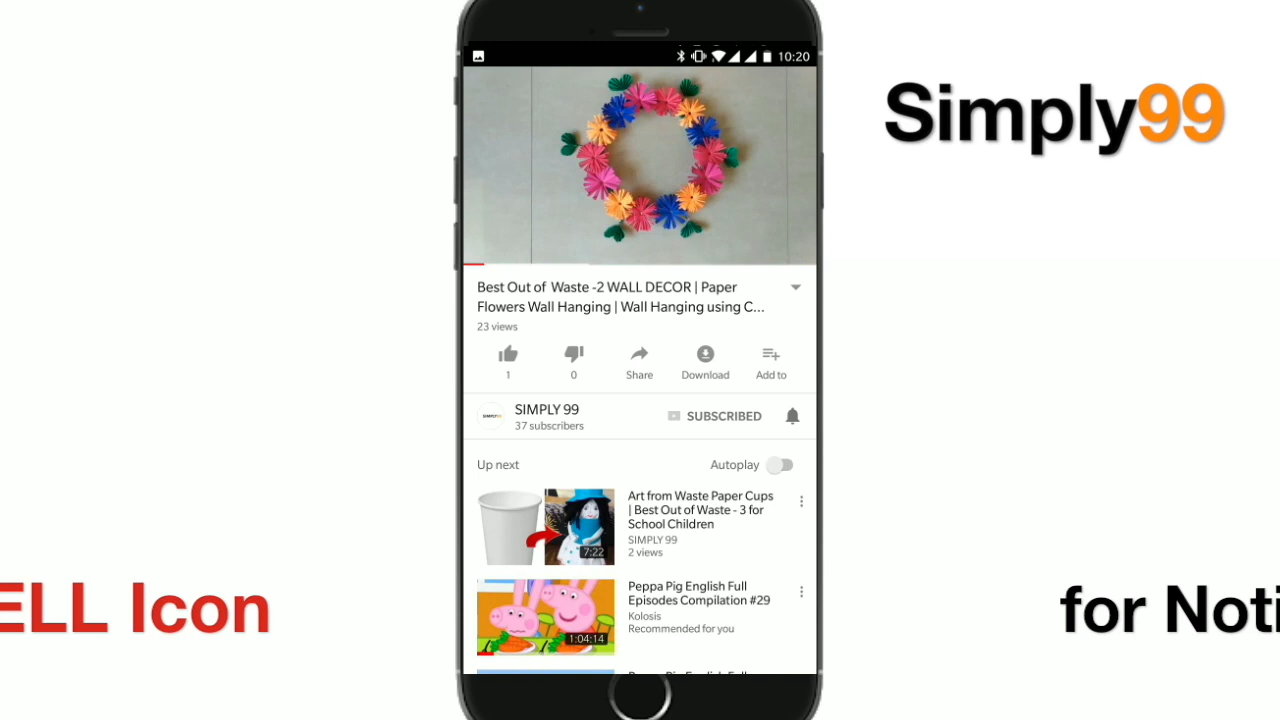 10:20
Simply99
Best Out of Waste -2 WALL DECOR | Paper
Flowers Wall Hanging | Wall Hanging using C...
23 views
1
0
Share
Download
Add to
SIMPLY 99
37 subscribers
SUBSCRIBED
Up next
Autoplay
Art from Waste Paper Cups
| Best Out of Waste - 3 for
School Children
SIMPLY 99
2 views
7:22
Peppa Pig English Full
Episodes Compilation #29
Kolosis
Recommended for you
1:04:14
ELL Icon
for Noti